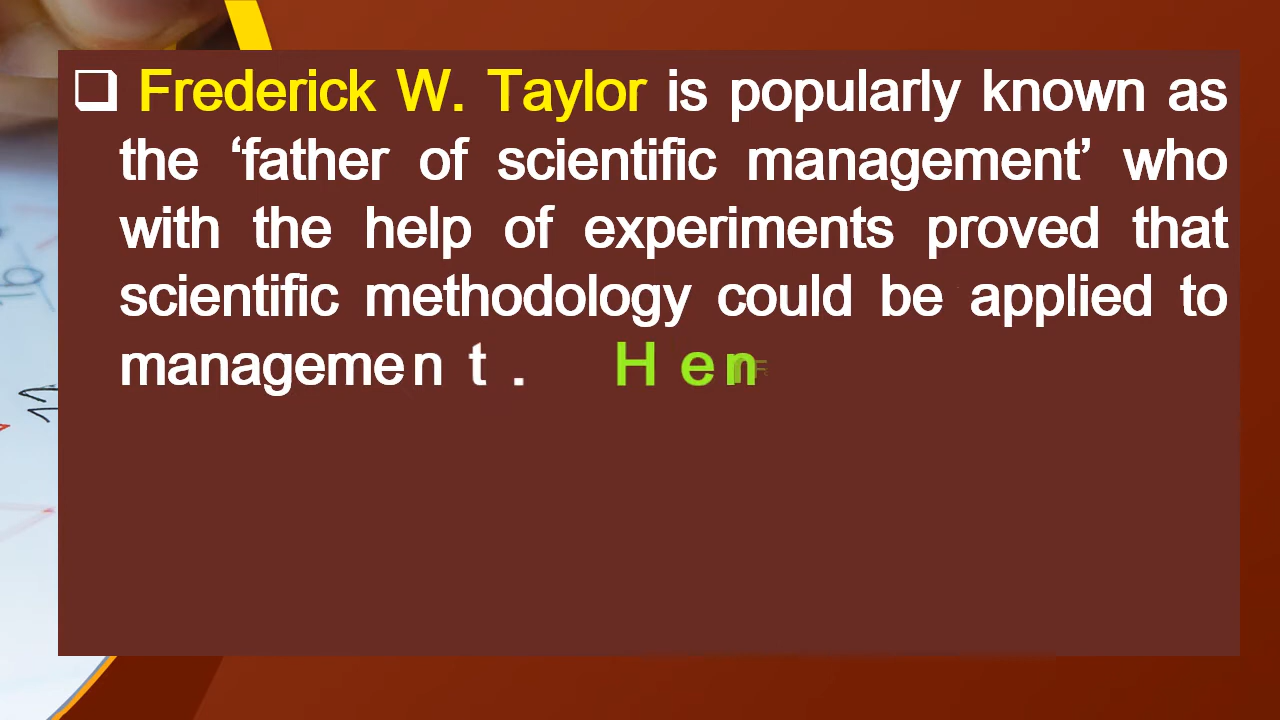 ❑ Frederick W. Taylor is popularly known as
the ‘father of scientific management’ who
with the help of experiments proved that
scientific methodology could be applied to
management. Hen